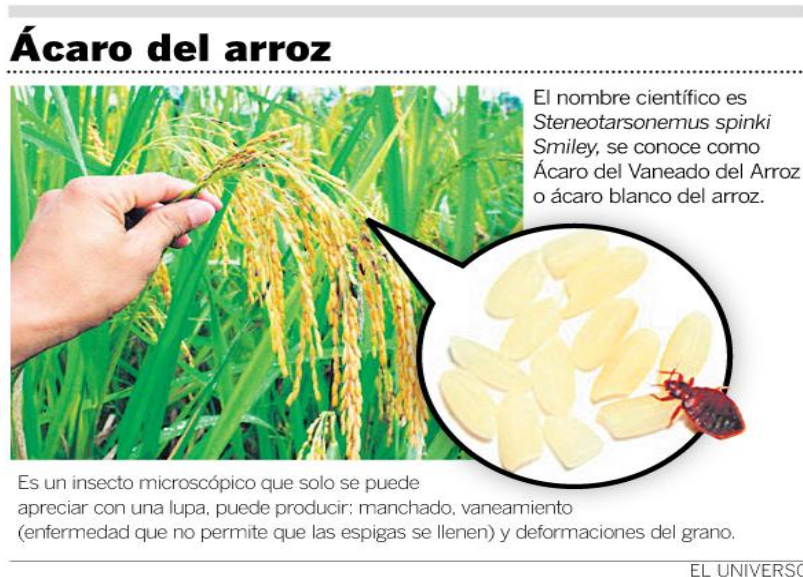 Ácaro del arroz
El nombre científico es
Steneotarsonemus spinki
Smiley, se conoce como
Ácaro del Vaneado del Arroz
o ácaro blanco del arroz.
Es un insecto microscópico que solo se puede
apreciar con una lupa, puede producir: manchado, vaneamiento
(enfermedad que no permite que las espigas se llenen) y deformaciones del grano.
EL UNIVERSO